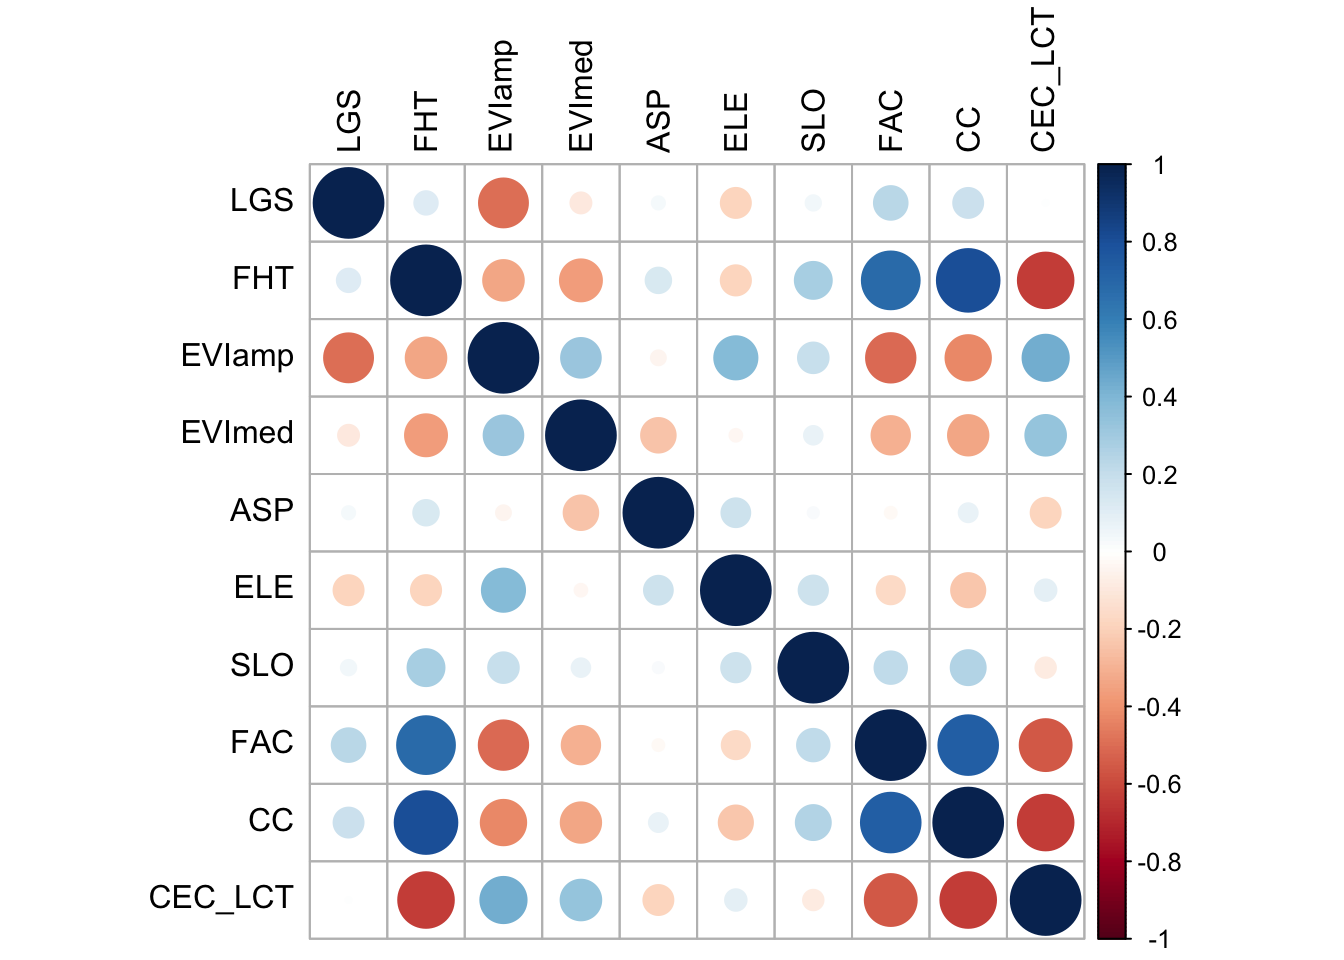 LGS
FHT
EVIamp
EVImed
ASP
ELE
SLO
FAC
CC
CEC_LCT
LGS
FHT
EVIamp
EVImed
ASP
ELE
SLO
FAC
CC
CEC_LCT
1
0.8
0.6
0.4
0.2
0
-0.2
-0.4
-0.6
-0.8
-1